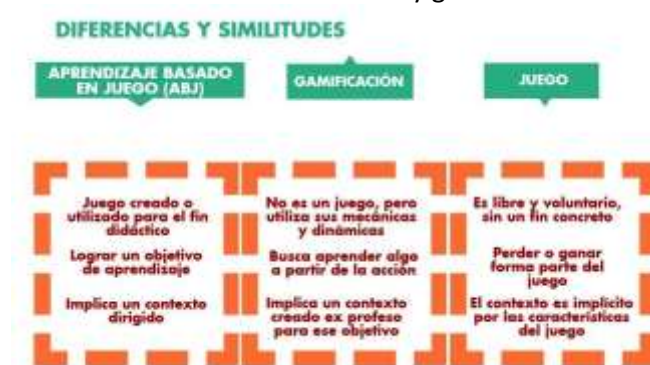 DIFERENCIAS Y SIMILITUDES
APRENDIZAJE BASADO
EN JUEGO (ABJ)
GAMIFICACIÓN
JUEGO
Juego creado o
utilizado para el fin
didáctico
Lograr un objetivo
de aprendizaje
Implica un contexto
dirigido
No es un juego, pero
utiliza sus mecánicas
y dinámicas
Busca aprender algo
a partir de la acción
Implica un contexto
creado ex profeso
para ese objetivo
Es libre y voluntario,
sin un fin concreto
Perder o ganar
forma parte del
juego
El contexto es implícito
por las características
del juego